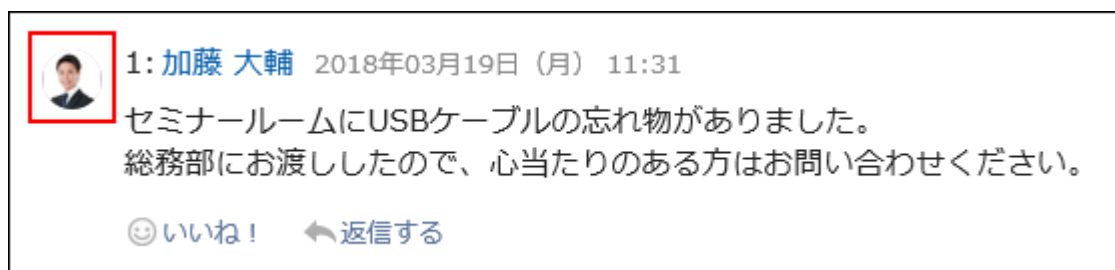 1: 加藤 大輔 2018年03月19日（月） 11:31
セミナールームにUSBケーブルの忘れ物がありました。
総務部にお渡ししたので、心当たりのある方はお問い合わせください。
いいね！ 返信する